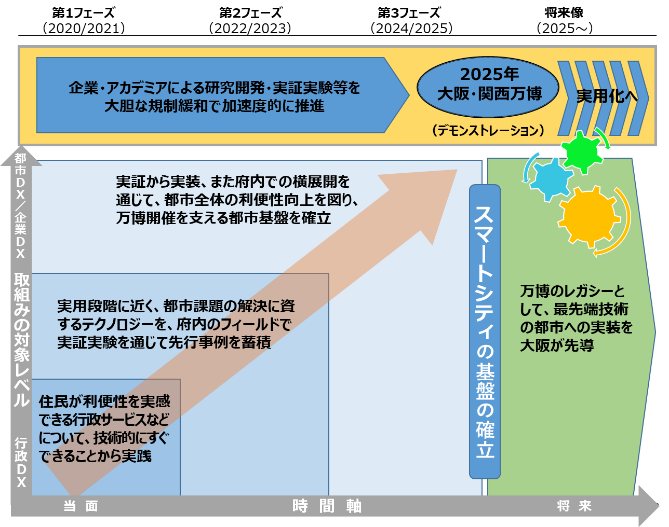 第1フェーズ
(2020/2021)
第2フェーズ
(2022/2023)
第3フェーズ
(2024/2025)
将来像
(2025～)
企業・アカデミアによる研究開発・実証実験等を
大胆な規制緩和で加速度的に推進
2025年
大阪・関西万博
(デモンストレーション)
実用化へ
都市DX／企業DX
取組みの対象レベル
行政DX
実証から実装、また府内での横展開を
通じて、都市全体の利便性向上を図り、
万博開催を支える都市基盤を確立
実用段階に近く、都市課題の解決に資
するテクノロジーを、府内のフィールドで
実証実験を通じて先行事例を蓄積
住民が利便性を実感
できる行政サービスなど
について、技術的にすぐ
できることから実践
スマートシティの基盤の確立
万博のレガシーと
して、最先端技術
の都市への実装を
大阪が先導
当面
時間軸
将来